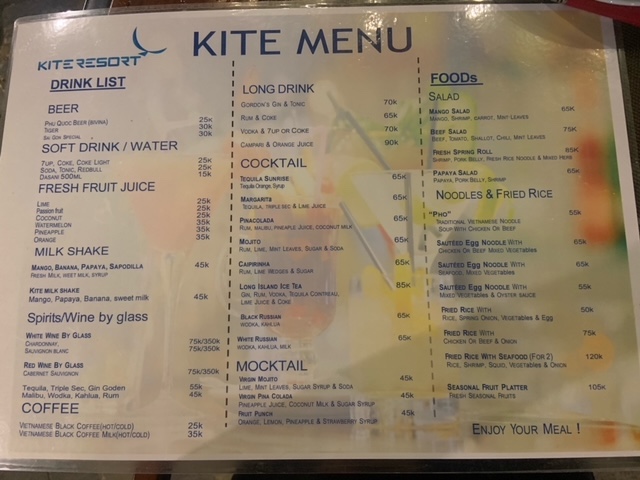 KITE RESORT
KITE MENU
DRINK LIST
BEER
PHU QUOC BEER (BIVINA) 25K
TIGER 30K
SAI GON SPECIAL 30K
SOFT DRINK / WATER
7UP, COKE, COKE LIGHT 25K
SODA, TONIC, REDBULL 25K
DASANI 500ML 15K
FRESH FRUIT JUICE
LIME 25K
Passion fruit 25K
COCONUT 25K
WATERMELON 35K
PINEAPPLE 35K
ORANGE 35K
MILK SHAKE
MANGO, BANANA, PAPAYA, SAPODILLA 45K
FRESH MILK, WEET MILK, SYRUP
KITE MILK SHAKE
Mango, Papaya, Banana, sweet milk 45K
Spirits/Wine by glass
WHITE WINE BY GLASS 75K/350K
CHARDONNAY,
SAUVIGNON BLANC 75K/350K
RED WINE BY GLASS
CABERNET SAUVIGNON 75K/350K
Tequila, Triple Sec, Gin Goden 55K
Malibu, Wodka, Kahlua, Rum 45K
COFFEE
VIETNAMESE BLACK COFFEE(HOT/COLD) 25K
VIETNAMESE BLACK COFFEE MILK(HOT/COLD) 35K
LONG DRINK
GORDON'S GIN & TONIC 70K
RUM & COKE 65K
VODKA & 7UP OR COKE 70K
CAMPARI & ORANGE JUICE 90K
COCKTAIL
TEQUILA SUNRISE 65K
Tequila Orange, Syrup
MARGARITA 65K
TEQUILA, TRIPLE SEC & LIME JUICE
PINACOLADA 65K
RUM, MALIBU, PINEAPLE JUICE, COCONUT MILK
MOJITO 65K
RUM, LIME, MINT LEAVES, SUGAR & SODA
CAIPIRINHA 65K
RUM, LIME WEDGES & SUGAR
LONG ISLAND ICE TEA 85K
GIN, RUM, WODKA, TEQUILA CONTREAU,
LIME JUICE & COKE
BLACK RUSSIAN 65K
WODKA, KAHLUA
WHITE RUSSIAN 65K
WODKA, KAHLUA, MILK
MOCKTAIL
VIRGIN MOJITO 45K
LIME, MINT LEAVES, SUGAR SYRUP & SODA
VIRGIN PINA COLADA 45K
PINEAPPLE JUICE, COCONUT MILK & SUGAR SYRUP
FRUIT PUNCH 45K
ORANGE, LEMON, PINEAPPLE & STRAWBERRY SYRUP
FOODs
SALAD
MANGO SALAD 65K
MANGO, SHRIMP, CARROT, MINT LEAVES
BEEF SALAD 75K
BEEF, TOMATO, SHALLOT, CHILL, MINT LEAVES
FRESH SPRING ROLL 65K
SHRIMP, PORK BELLY, FRESH RICE NOODLE & MIXED HERB
PAPAYA SALAD 65K
PAPAYA, PORK BELLY, SHRIMP
NOODLES & FRIED RICE
"PHO" 55K
TRADITIONAL VIETNAMESE NOODLE
SOUP WITH CHICKEN OR BEEF
SAUTÉED EGG NOODLE WITH 65K
CHICKEN OR BEEF MIXED VEGETABLES
SAUTÉED EGG NOODLE WITH 65K
SEAFOOD, MIXED VEGETABLES
SAUTÉED EGG NOODLE WITH 55K
MIXED VEGETABLES & OYSTER SAUCE
FRIED RICE WITH 50K
RICE, SPRING ONION, VEGETABLES & EGG
FRIED RICE WITH 75K
CHICKEN OR BEEF & ONION
FRIED RICE WITH SEAFOOD (FOR 2) 120K
RICE, SHRIMP, SQUID, VEGETABLES & ONION
SEASONAL FRUIT PLATTER 105K
FRESH SEASONAL FRUITS
ENJOY YOUR MEAL !